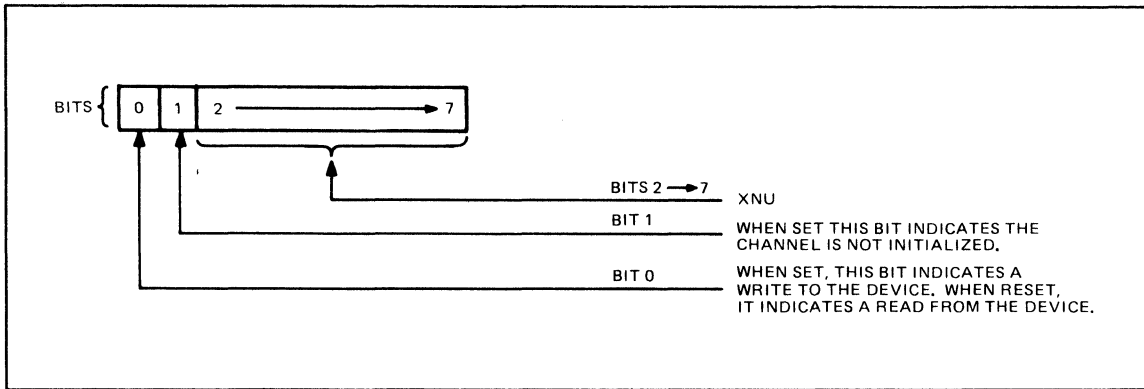 BITS { 0 1 2 → 7
BITS 2 → 7
XNU
BIT 1
WHEN SET THIS BIT INDICATES THE
CHANNEL IS NOT INITIALIZED.
BIT 0
WHEN SET, THIS BIT INDICATES A
WRITE TO THE DEVICE. WHEN RESET,
IT INDICATES A READ FROM THE DEVICE.